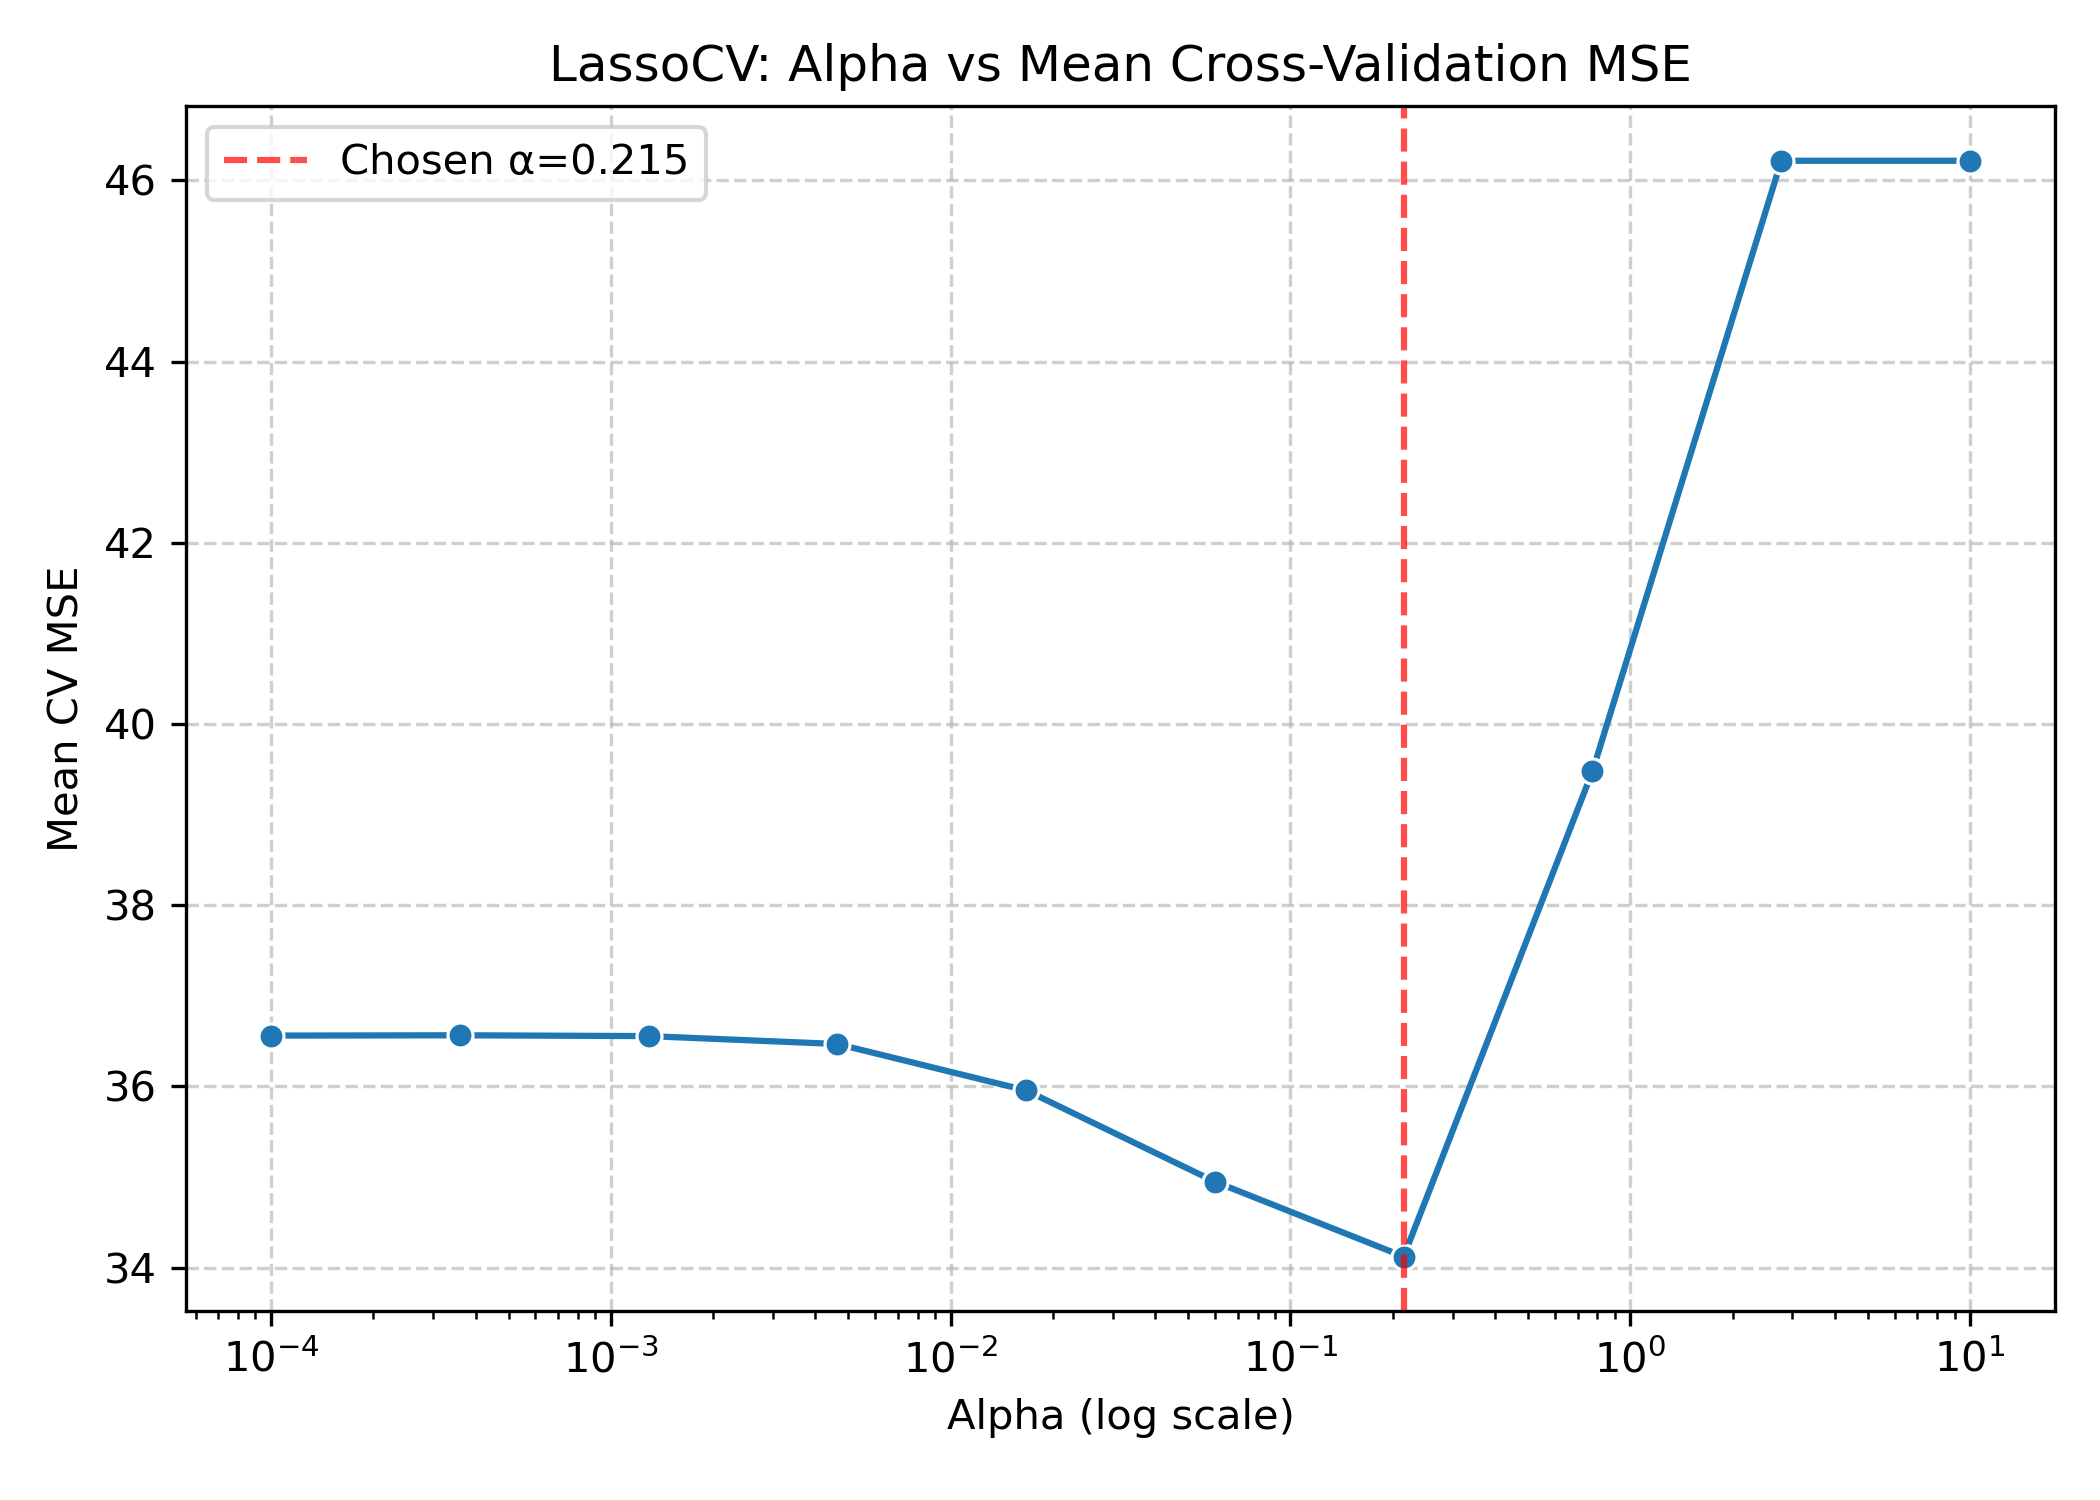 LassoCV: Alpha vs Mean Cross-Validation MSE
Chosen α=0.215
Mean CV MSE
46
44
42
40
38
36
34
10⁻⁴ 10⁻³ 10⁻² 10⁻¹ 10⁰ 10¹
Alpha (log scale)